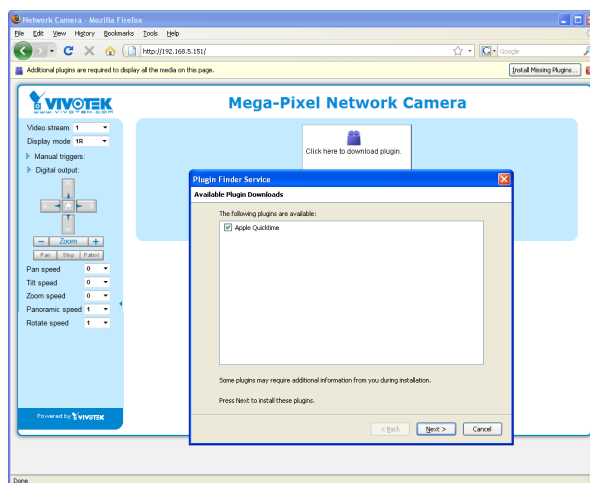 Network Camera - Mozilla Firefox
File Edit View History Bookmarks Tools Help
http://192.168.5.151/
Google
Additional plugins are required to display all the media on this page.
Install Missing Plugins...
VIVOTEK
www.vivotek.com
Mega-Pixel Network Camera
Video stream 1
Display mode 1R
Manual triggers:
Digital output:
Click here to download plugin.
Zoom
Pan Stop Patrol
Pan speed 0
Tilt speed 0
Zoom speed 0
Panoramic speed 1
Rotate speed 1
Powered by VIVOTEK
Plugin Finder Service
Available Plugin Downloads
The following plugins are available:
Apple Quicktime
Some plugins may require additional information from you during installation.
Press Next to install these plugins.
< Back Next > Cancel
Done